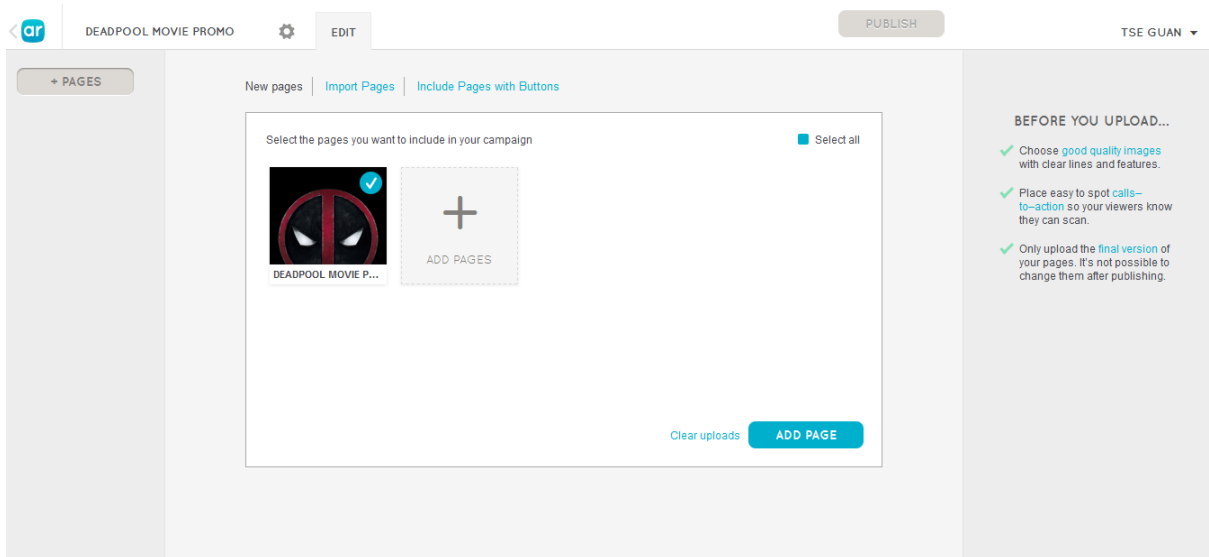 ar
DEADPOOL MOVIE PROMO
EDIT
PUBLISH
TSE GUAN
+ PAGES
New pages
Import Pages
Include Pages with Buttons
Select the pages you want to include in your campaign
Select all
ADD PAGES
DEADPOOL MOVIE P...
Clear uploads
ADD PAGE
BEFORE YOU UPLOAD...
Choose good quality images
with clear lines and features.
Place easy to spot calls–
to–action so your viewers know
they can scan.
Only upload the final version of
your pages. It's not possible to
change them after publishing.